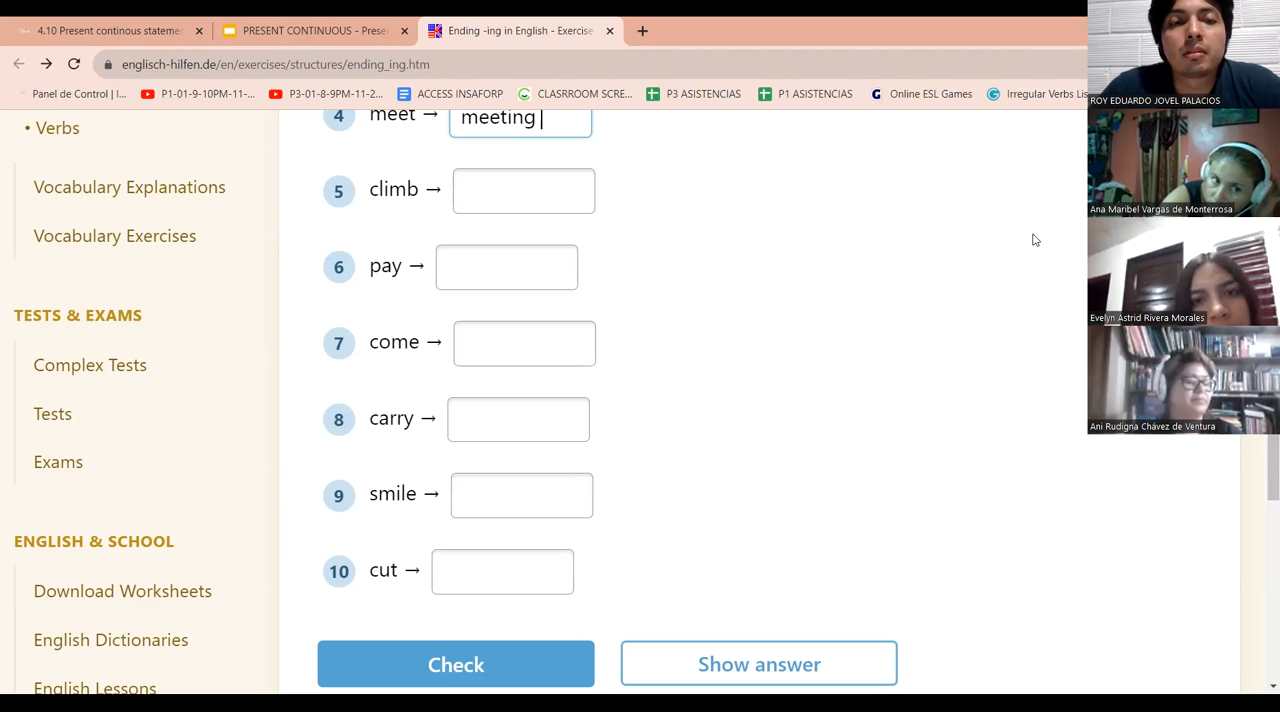 4.10 Present continous stateme
PRESENT CONTINUOUS - Prese
Ending -ing in English - Exercise
englisch-hilfen.de/en/exercises/structures/ending_ing.htm
Panel de Control | I...
P1-01-9-10PM-11-...
P3-01-8-9PM-11-2...
ACCESS INSAFORP
CLASSROOM SCRE...
P3 ASISTENCIAS
P1 ASISTENCIAS
Online ESL Games
Irregular Verbs Lis
• Verbs
Vocabulary Explanations
Vocabulary Exercises
TESTS & EXAMS
Complex Tests
Tests
Exams
ENGLISH & SCHOOL
Download Worksheets
English Dictionaries
English Lessons
4 meet → meeting
5 climb →
6 pay →
7 come →
8 carry →
9 smile →
10 cut →
Check
Show answer
ROY EDUARDO JOVEL PALACIOS
Ana Maribel Vargas de Monterrosa
Evelyn Astrid Rivera Morales
Ani Rudigna Chávez de Ventura